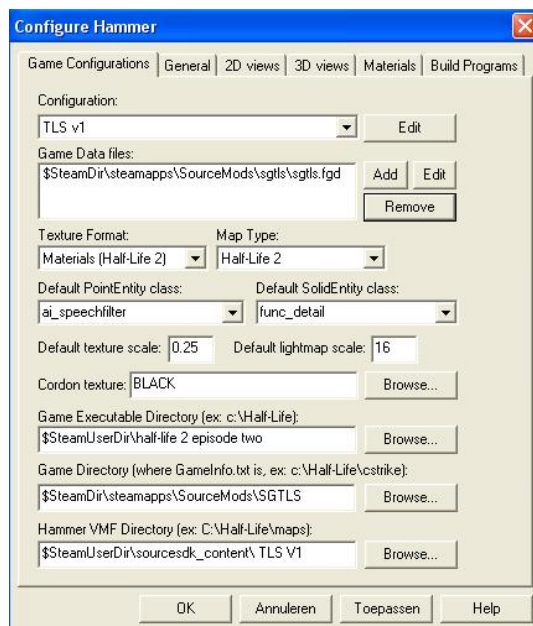 Configure Hammer
Game Configurations General 2D views 3D views Materials Build Programs
Configuration:
TLS v1 Edit
Game Data files:
$SteamDir\steamapps\SourceMods\sgtls\sgtls.fgd Add Edit
Remove
Texture Format: Map Type:
Materials (Half-Life 2) Half-Life 2
Default PointEntity class: Default SolidEntity class:
ai_speechfilter func_detail
Default texture scale: 0.25 Default lightmap scale: 16
Cordon texture: BLACK Browse...
Game Executable Directory (ex: c:\Half-Life):
$SteamUserDir\half-life 2 episode two Browse...
Game Directory (where GameInfo.txt is, ex: c:\Half-Life\cstrike):
$SteamDir\steamapps\SourceMods\SGTLS Browse...
Hammer VMF Directory (ex: C:\Half-Life\maps):
$SteamUserDir\sourcesdk_content\ TLS V1 Browse...
OK Annuleren Toepassen Help